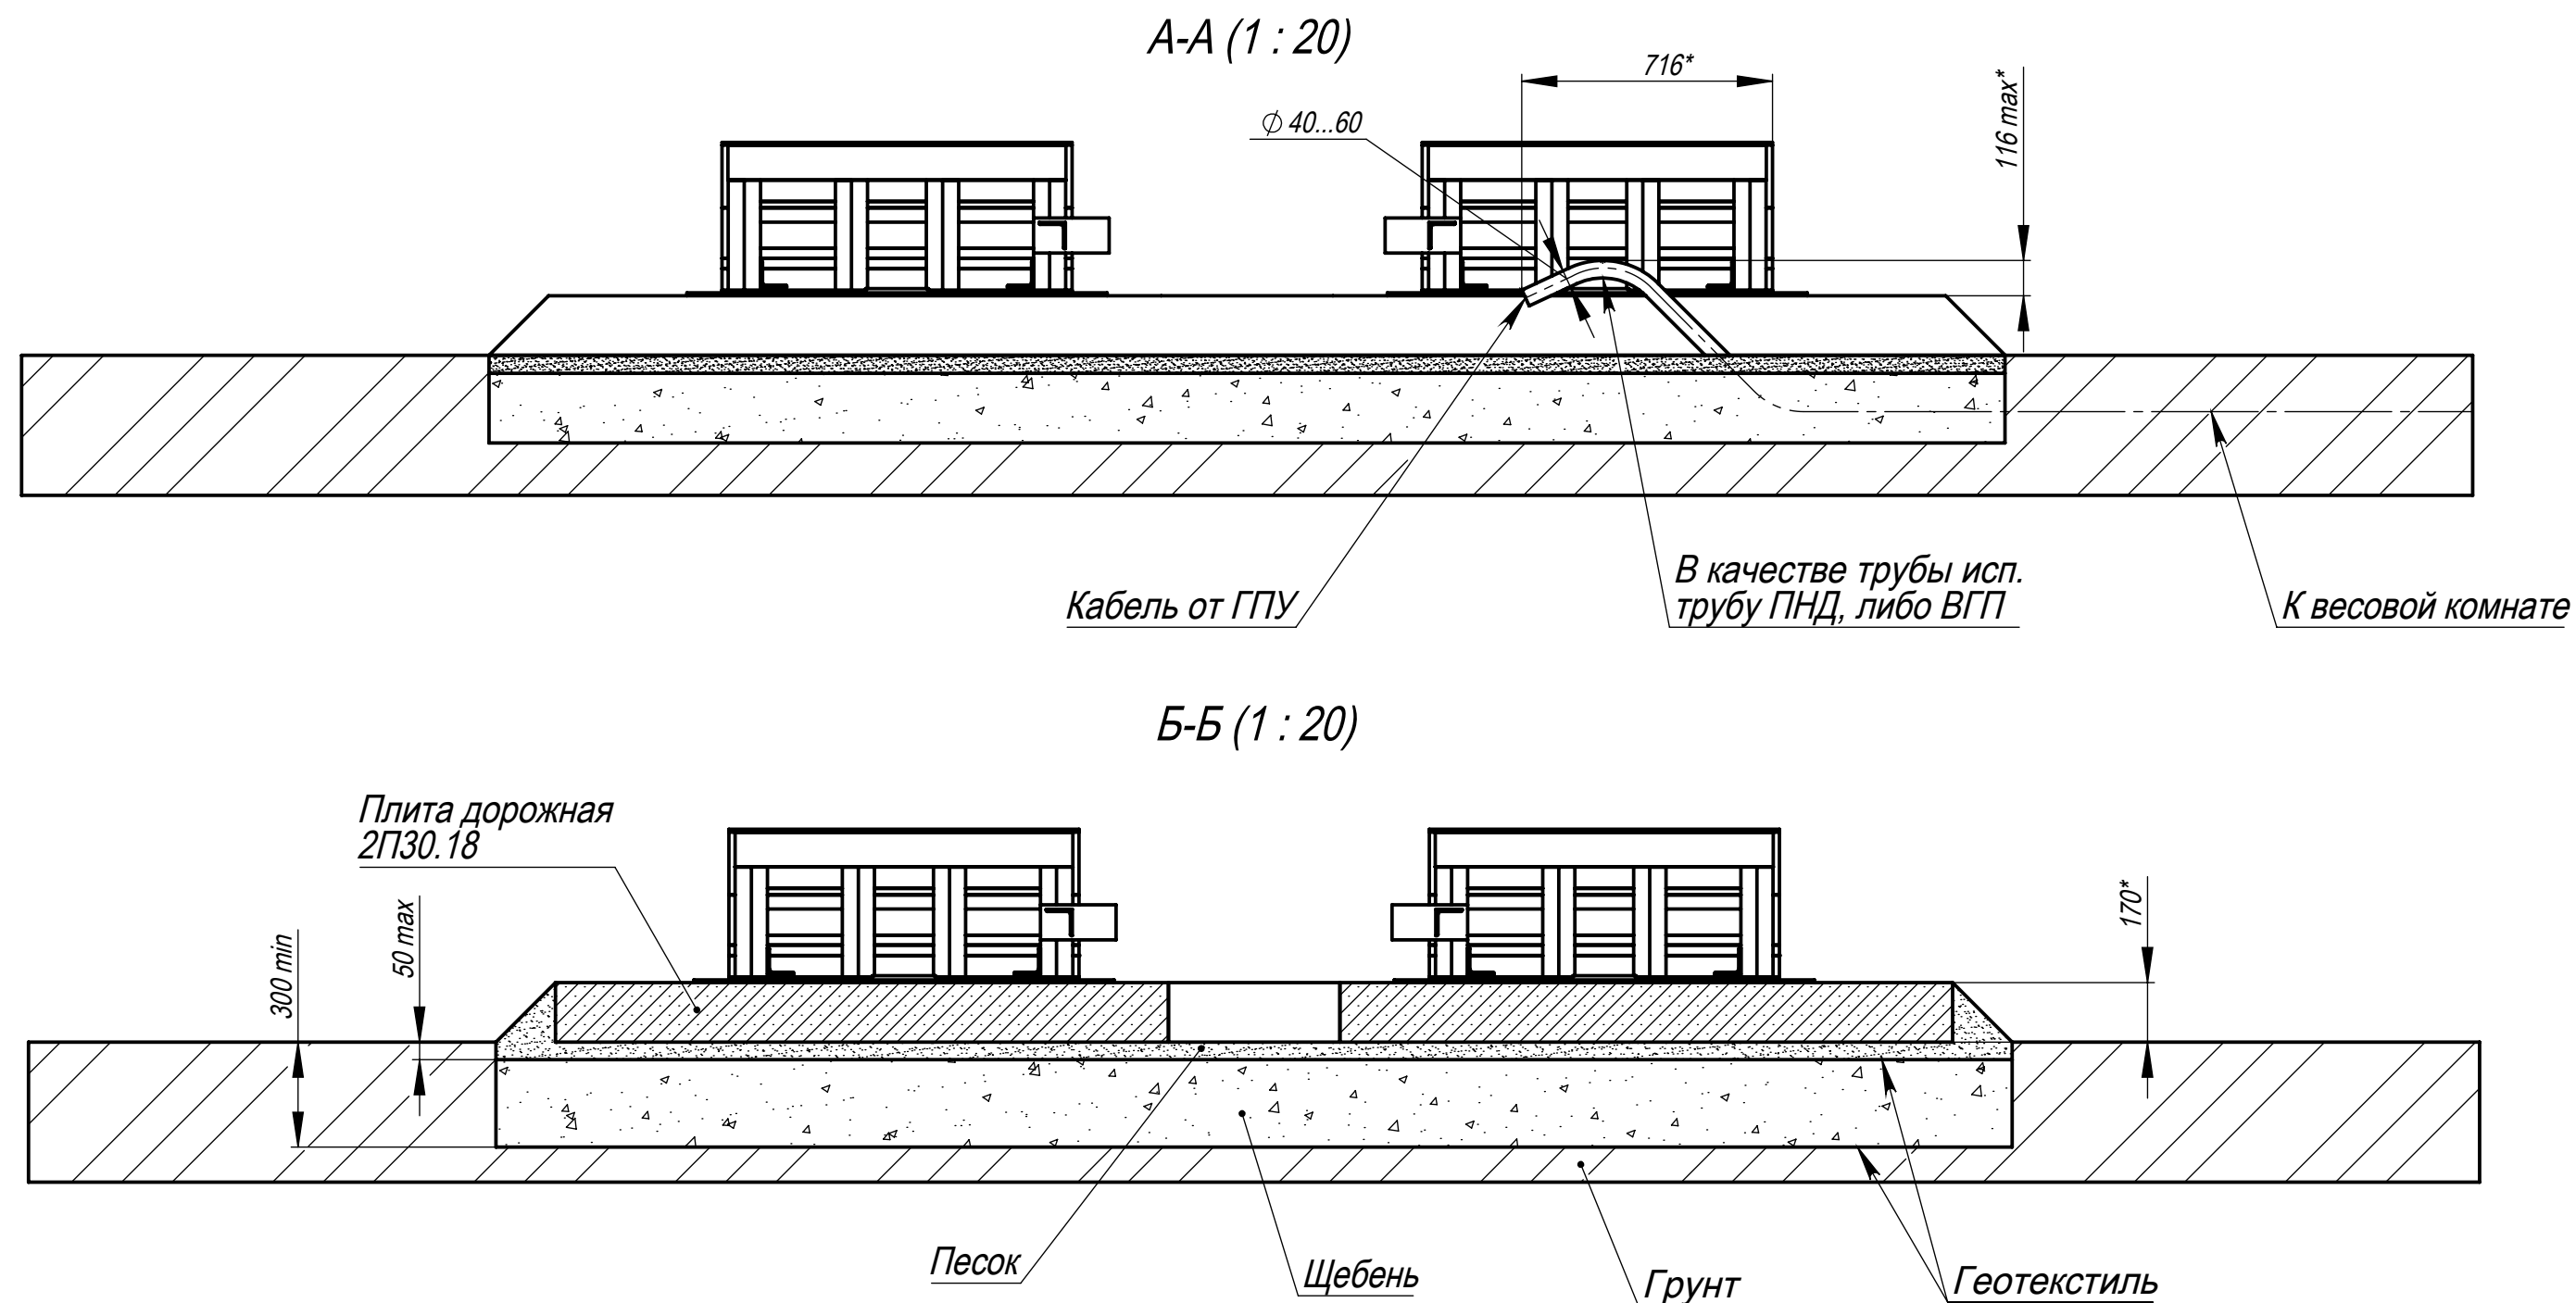 А-А (1 : 20)
716*
116 max*
⌀ 40...60
В качестве трубы исп.
трубу ПНД, либо ВГП
Кабель от ГПУ
К весовой комнате
Б-Б (1 : 20)
Плита дорожная
2П30.18
170*
50 max
300 min
Песок
Щебень
Грунт
Геотекстиль